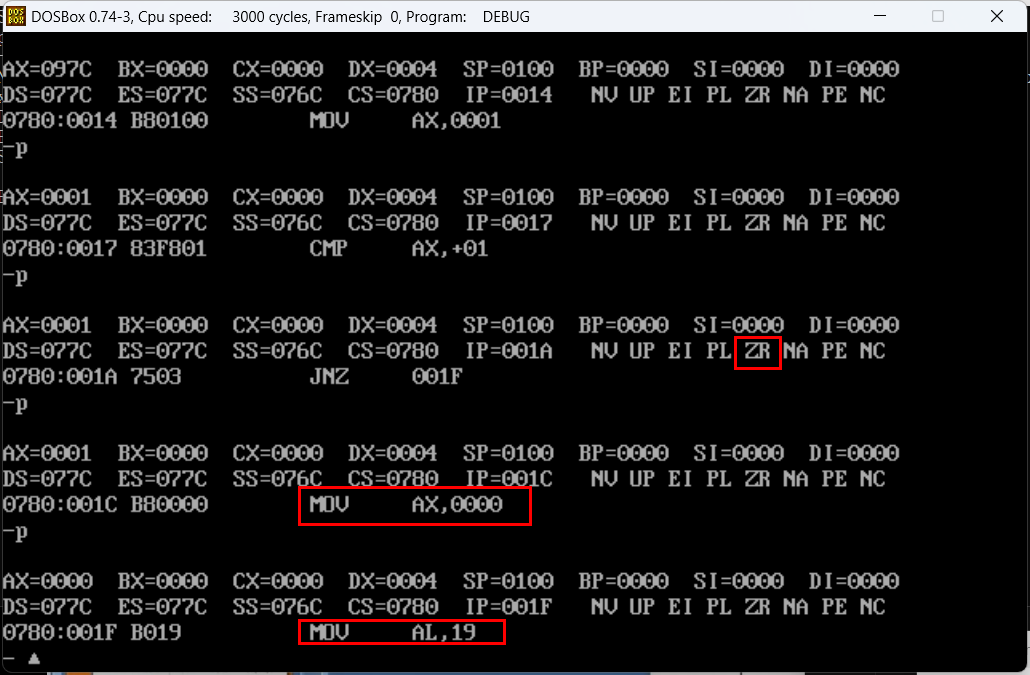 DOSBox 0.74-3, Cpu speed: 3000 cycles, Frameskip 0, Program: DEBUG
AX=097C BX=0000 CX=0000 DX=0004 SP=0100 BP=0000 SI=0000 DI=0000
DS=077C ES=077C SS=076C CS=0780 IP=0014 NV UP EI PL ZR NA PE NC
0780:0014 B80100 MOV AX,0001
-p
AX=0001 BX=0000 CX=0000 DX=0004 SP=0100 BP=0000 SI=0000 DI=0000
DS=077C ES=077C SS=076C CS=0780 IP=0017 NV UP EI PL ZR NA PE NC
0780:0017 83F801 CMP AX,+01
-p
AX=0001 BX=0000 CX=0000 DX=0004 SP=0100 BP=0000 SI=0000 DI=0000
DS=077C ES=077C SS=076C CS=0780 IP=001A NV UP EI PL ZR NA PE NC
0780:001A 7503 JNZ 001F
-p
AX=0001 BX=0000 CX=0000 DX=0004 SP=0100 BP=0000 SI=0000 DI=0000
DS=077C ES=077C SS=076C CS=0780 IP=001C NV UP EI PL ZR NA PE NC
0780:001C B80000 MOV AX,0000
-p
AX=0000 BX=0000 CX=0000 DX=0004 SP=0100 BP=0000 SI=0000 DI=0000
DS=077C ES=077C SS=076C CS=0780 IP=001F NV UP EI PL ZR NA PE NC
0780:001F B019 MOV AL,19
-